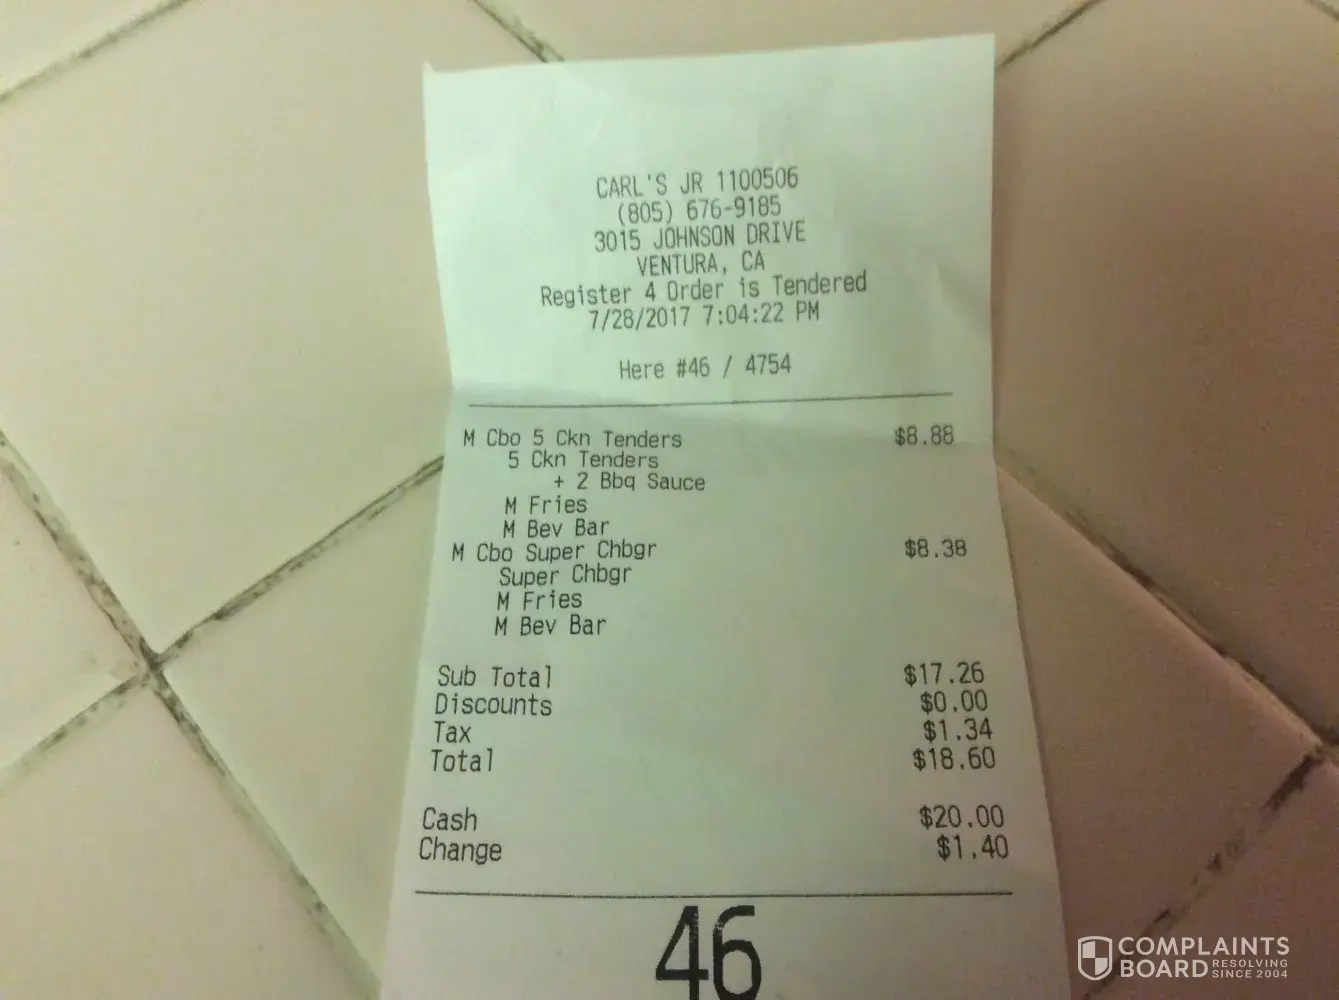 CARL'S JR 1100506
(805) 676-9185
3015 JOHNSON DRIVE
VENTURA, CA
Register 4 Order is Tendered
7/28/2017 7:04:22 PM
Here #46 / 4754
M Cbo 5 Ckn Tenders $8.88
5 Ckn Tenders
+ 2 Bbq Sauce
M Fries
M Bev Bar
M Cbo Super Chbgr $8.38
Super Chbgr
M Fries
M Bev Bar
Sub Total $17.26
Discounts $0.00
Tax $1.34
Total $18.60
Cash $20.00
Change $1.40
46
COMPLAINTS
BOARD RESOLVING
SINCE 2004